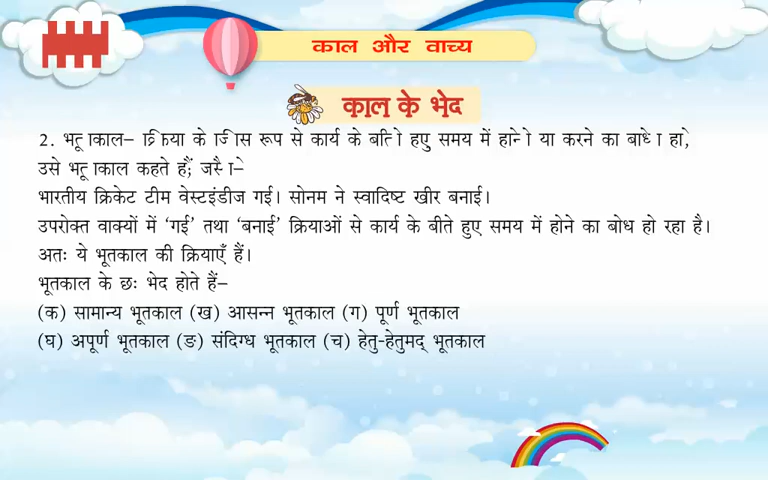 काल और वाच्य
काल के भेद
2. भूतकाल– क्रिया के जिस रूप से कार्य के बीते हुए समय में होने या करने का बोध हो,
उसे भूतकाल कहते हैं; जैसे–
भारतीय क्रिकेट टीम वेस्टइंडीज गई। सोनम ने स्वादिष्ट खीर बनाई।
उपरोक्त वाक्यों में ‘गई’ तथा ‘बनाई’ क्रियाओं से कार्य के बीते हुए समय में होने का बोध हो रहा है।
अतः ये भूतकाल की क्रियाएँ हैं।
भूतकाल के छः भेद होते हैं–
(क) सामान्य भूतकाल (ख) आसन्न भूतकाल (ग) पूर्ण भूतकाल
(घ) अपूर्ण भूतकाल (ङ) संदिग्ध भूतकाल (च) हेतु-हेतुमद् भूतकाल